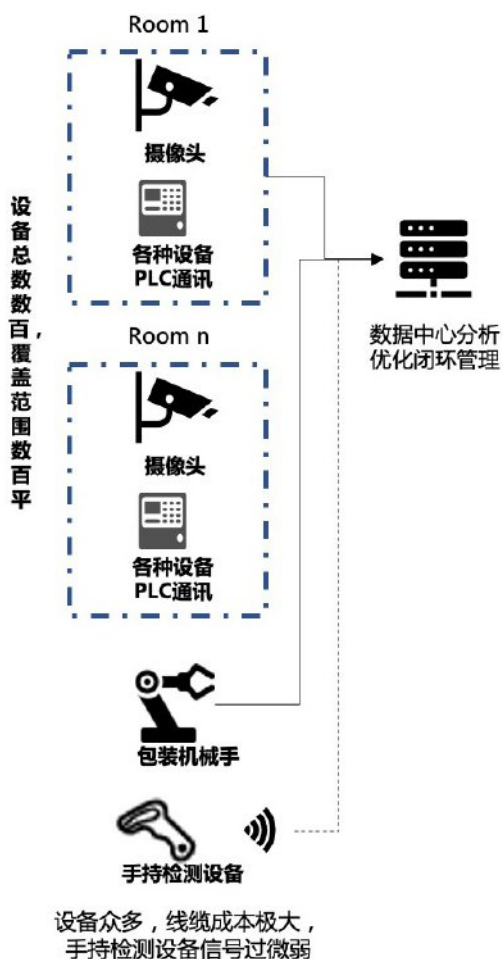 Room 1
摄像头
各种设备
PLC通讯
设备总数数百，覆盖范围数百平
Room n
摄像头
各种设备
PLC通讯
数据中心分析
优化闭环管理
包装机械手
手持检测设备
设备众多，线缆成本极大，
手持检测设备信号过微弱